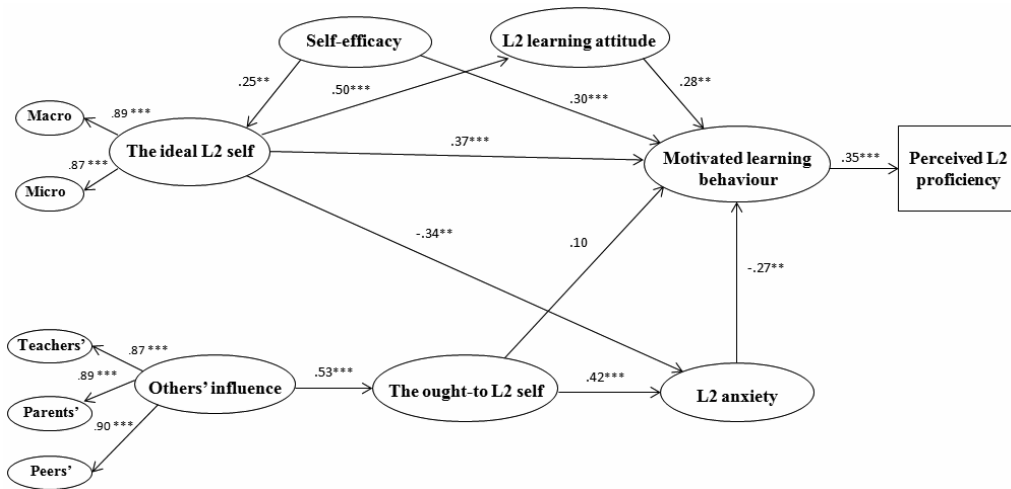 Self-efficacy
L2 learning attitude
.25**
.50***
.30***
.28**
Macro
.89 ***
The ideal L2 self
.87 ***
Micro
.37***
Motivated learning
behaviour
.35***
Perceived L2
proficiency
-.34**
.10
-.27**
Teachers’
.87 ***
.89 ***
Parents’
.90 ***
Peers’
Others’ influence
.53***
The ought-to L2 self
.42***
L2 anxiety